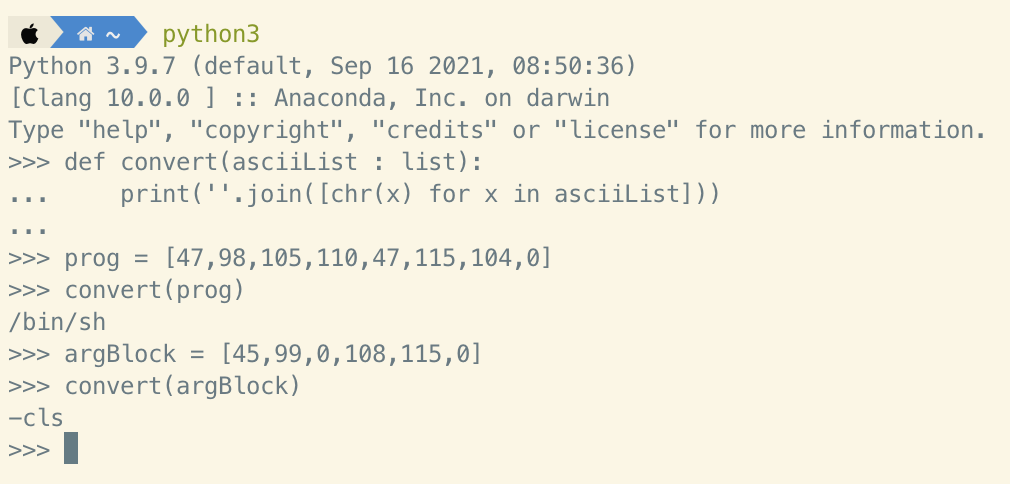 ~ python3
Python 3.9.7 (default, Sep 16 2021, 08:50:36)
[Clang 10.0.0 ] :: Anaconda, Inc. on darwin
Type "help", "copyright", "credits" or "license" for more information.
>>> def convert(asciiList : list):
...     print(''.join([chr(x) for x in asciiList]))
...
>>> prog = [47,98,105,110,47,115,104,0]
>>> convert(prog)
/bin/sh
>>> argBlock = [45,99,0,108,115,0]
>>> convert(argBlock)
-cls
>>>